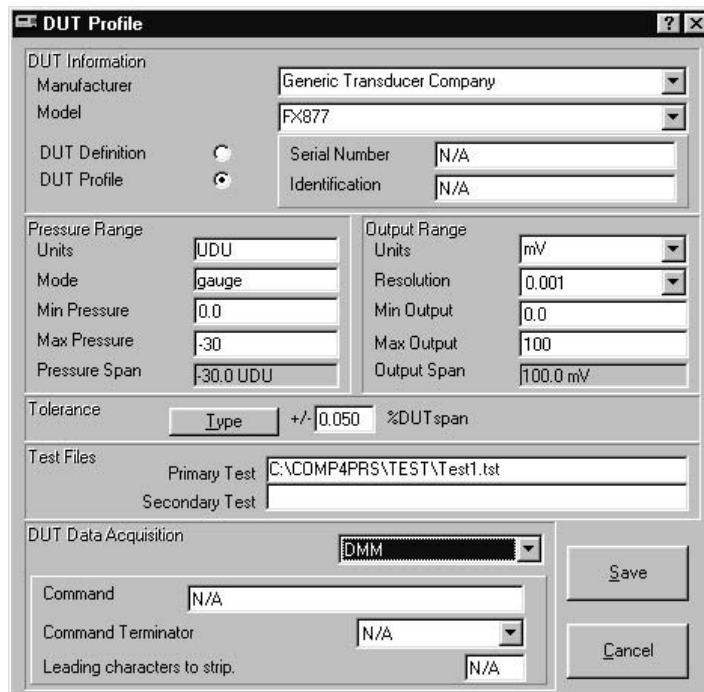 DUT Profile
DUT Information
Manufacturer Generic Transducer Company
Model FX877
DUT Definition
DUT Profile
Serial Number N/A
Identification N/A
Pressure Range
Units UDU
Mode gauge
Min Pressure 0.0
Max Pressure -30
Pressure Span -30.0 UDU
Output Range
Units mV
Resolution 0.001
Min Output 0.0
Max Output 100
Output Span 100.0 mV
Tolerance Type +/- 0.050 %DUTspan
Test Files
Primary Test C:\COMP4PRS\TEST\Test1.tst
Secondary Test
DUT Data Acquisition DMM
Command N/A
Command Terminator N/A
Leading characters to strip. N/A
Save
Cancel